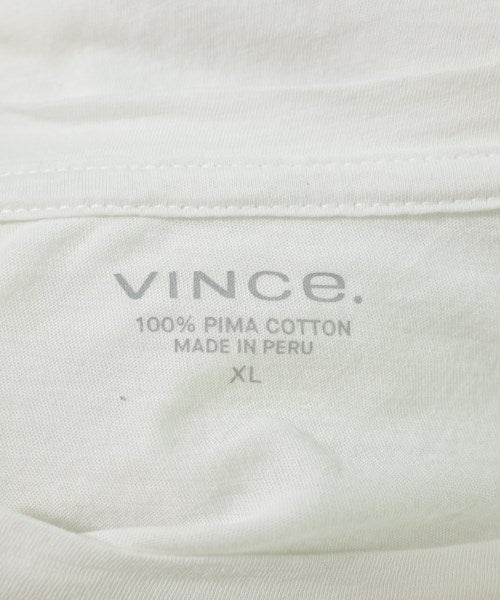 VINCe.
100% PIMA COTTON
MADE IN PERU
XL